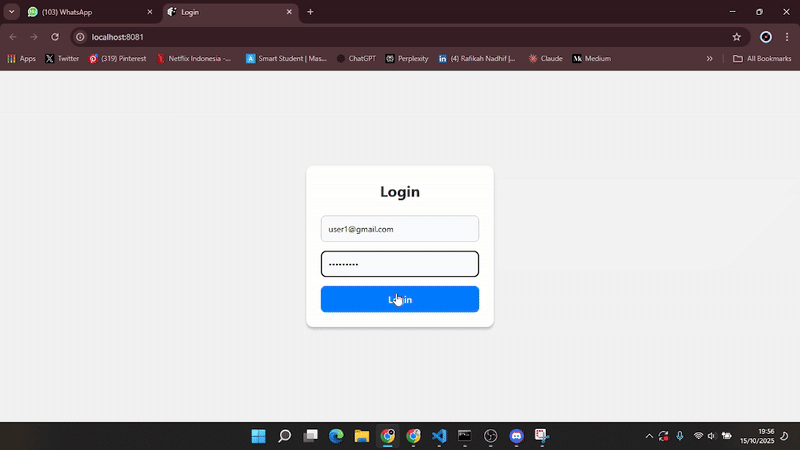 (103) WhatsApp
Login
localhost:8081
Apps
Twitter
(319) Pinterest
Netflix Indonesia -...
Smart Student | Mas...
ChatGPT
Perplexity
(4) Rafikah Nadhif |...
Claude
Medium
All Bookmarks
Login
user1@gmail.com
Login
19:56
15/10/2025